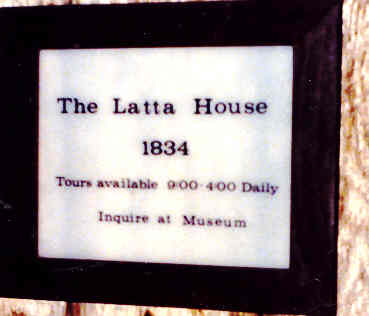 The Latta House
1834
Tours available 9:00-4:00 Daily
Inquire at Museum